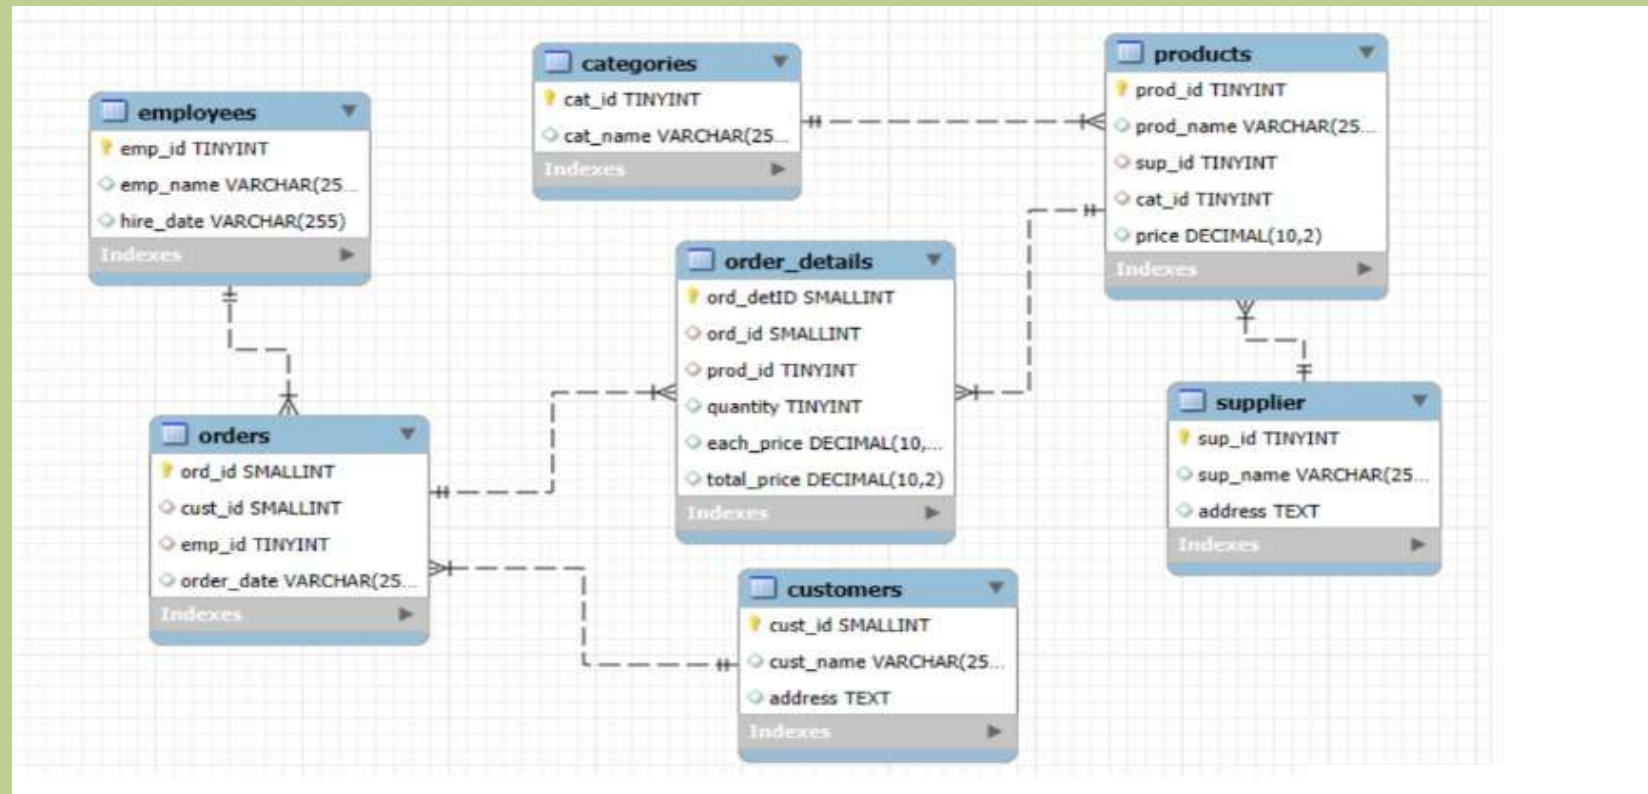 employees
emp_id TINYINT
emp_name VARCHAR(25...
hire_date VARCHAR(255)
Indexes
categories
cat_id TINYINT
cat_name VARCHAR(25...
Indexes
products
prod_id TINYINT
prod_name VARCHAR(25...
sup_id TINYINT
cat_id TINYINT
price DECIMAL(10,2)
Indexes
order_details
ord_detID SMALLINT
ord_id SMALLINT
prod_id TINYINT
quantity TINYINT
each_price DECIMAL(10,...
total_price DECIMAL(10,2)
Indexes
orders
ord_id SMALLINT
cust_id SMALLINT
emp_id TINYINT
order_date VARCHAR(25...
Indexes
supplier
sup_id TINYINT
sup_name VARCHAR(25...
address TEXT
Indexes
customers
cust_id SMALLINT
cust_name VARCHAR(25...
address TEXT
Indexes